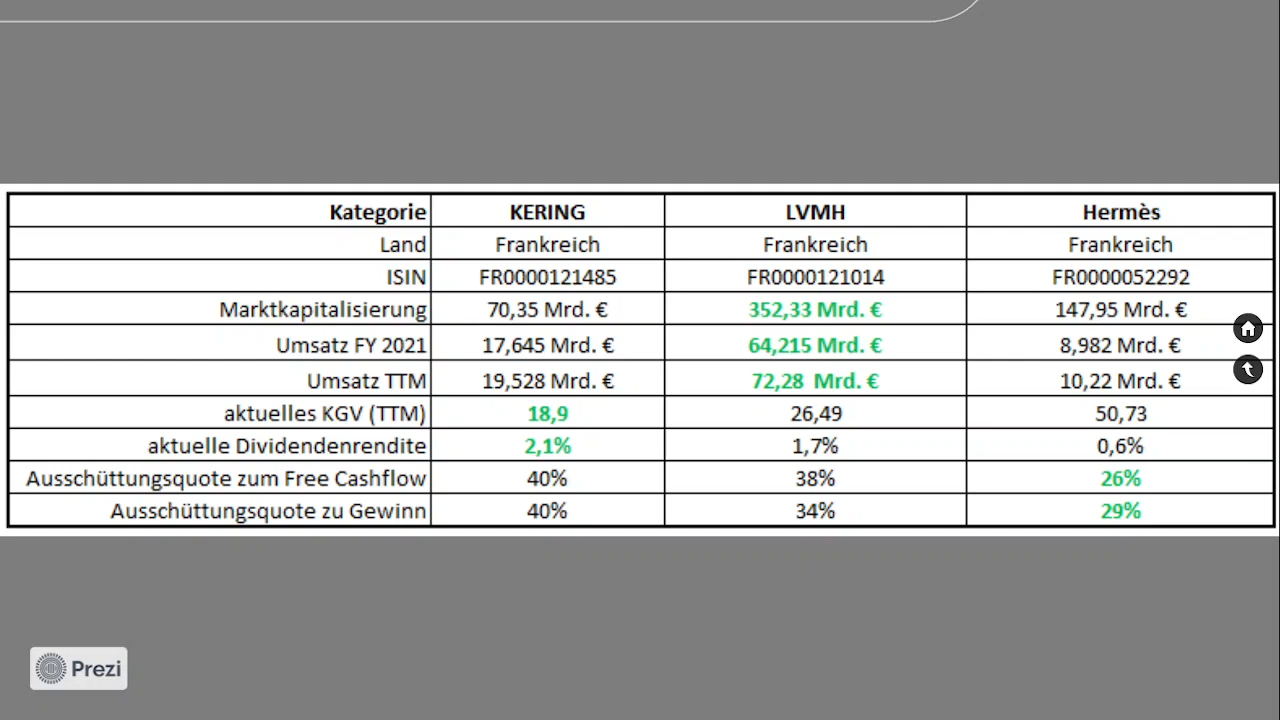 Kategorie KERING LVMH Hermès
Land Frankreich Frankreich Frankreich
ISIN FR0000121485 FR0000121014 FR0000052292
Marktkapitalisierung 70,35 Mrd. € 352,33 Mrd. € 147,95 Mrd. €
Umsatz FY 2021 17,645 Mrd. € 64,215 Mrd. € 8,982 Mrd. €
Umsatz TTM 19,528 Mrd. € 72,28 Mrd. € 10,22 Mrd. €
aktuelles KGV (TTM) 18,9 26,49 50,73
aktuelle Dividendenrendite 2,1% 1,7% 0,6%
Ausschüttungsquote zum Free Cashflow 40% 38% 26%
Ausschüttungsquote zu Gewinn 40% 34% 29%
Prezi